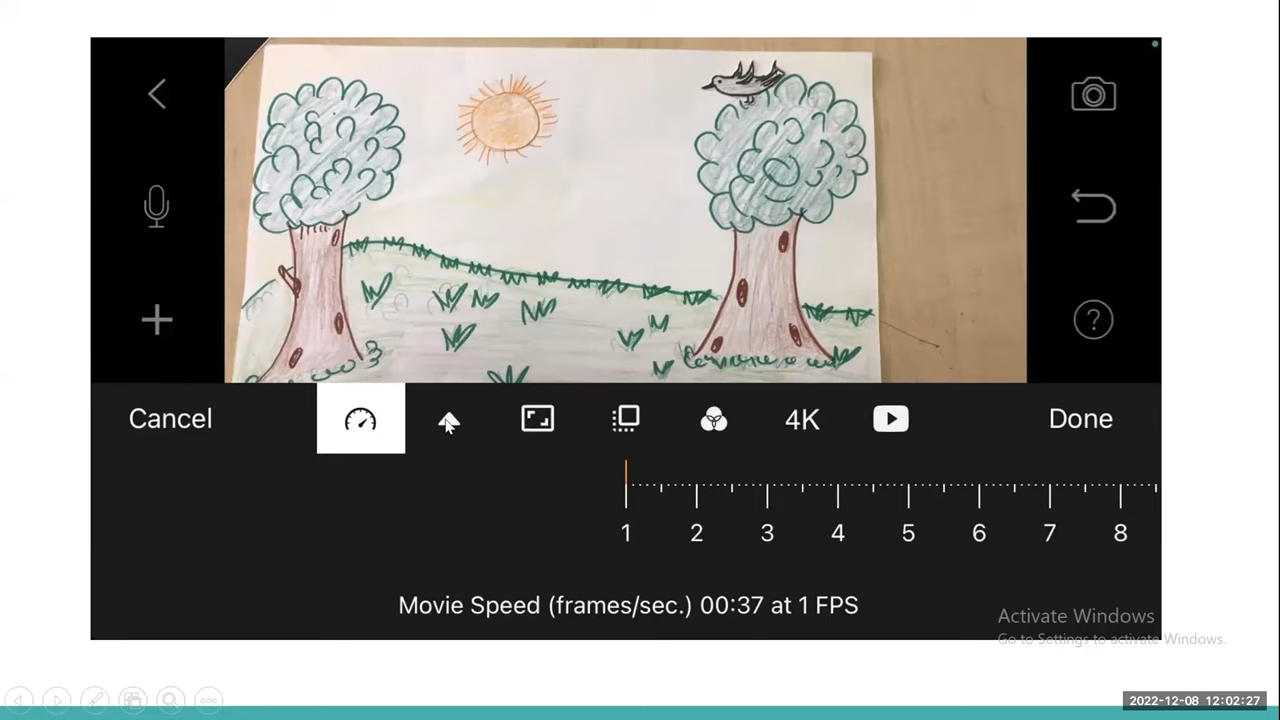 Cancel
4K
Done
1 2 3 4 5 6 7 8
Movie Speed (frames/sec.) 00:37 at 1 FPS
Activate Windows
Go to Settings to activate Windows.
2022-12-08 12:02:27